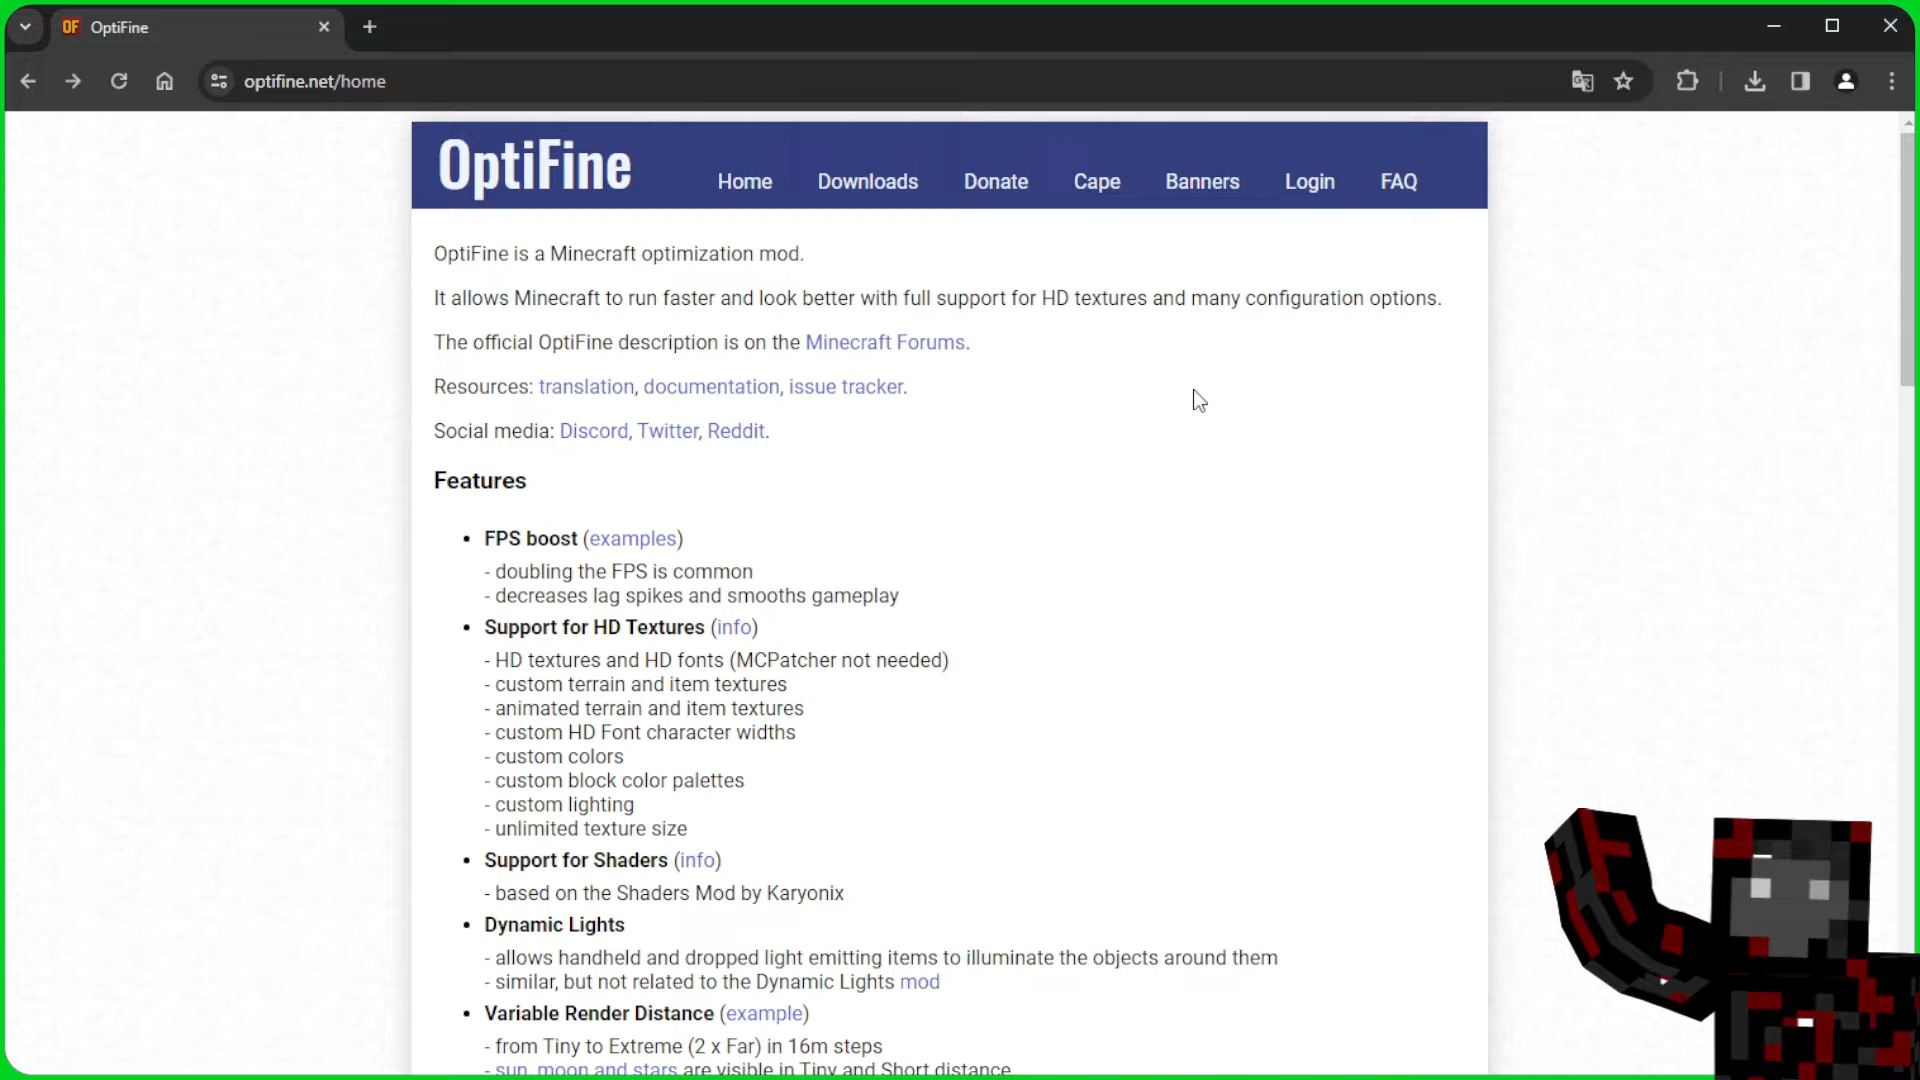 OF OptiFine
optifine.net/home
OptiFine
Home Downloads Donate Cape Banners Login FAQ
OptiFine is a Minecraft optimization mod.
It allows Minecraft to run faster and look better with full support for HD textures and many configuration options.
The official OptiFine description is on the Minecraft Forums.
Resources: translation, documentation, issue tracker.
Social media: Discord, Twitter, Reddit.
Features
• FPS boost (examples)
- doubling the FPS is common
- decreases lag spikes and smooths gameplay
• Support for HD Textures (info)
- HD textures and HD fonts (MCPatcher not needed)
- custom terrain and item textures
- animated terrain and item textures
- custom HD Font character widths
- custom colors
- custom block color palettes
- custom lighting
- unlimited texture size
• Support for Shaders (info)
- based on the Shaders Mod by Karyonix
• Dynamic Lights
- allows handheld and dropped light emitting items to illuminate the objects around them
- similar, but not related to the Dynamic Lights mod
• Variable Render Distance (example)
- from Tiny to Extreme (2 x Far) in 16m steps
- sun, moon and stars are visible in Tiny and Short distance